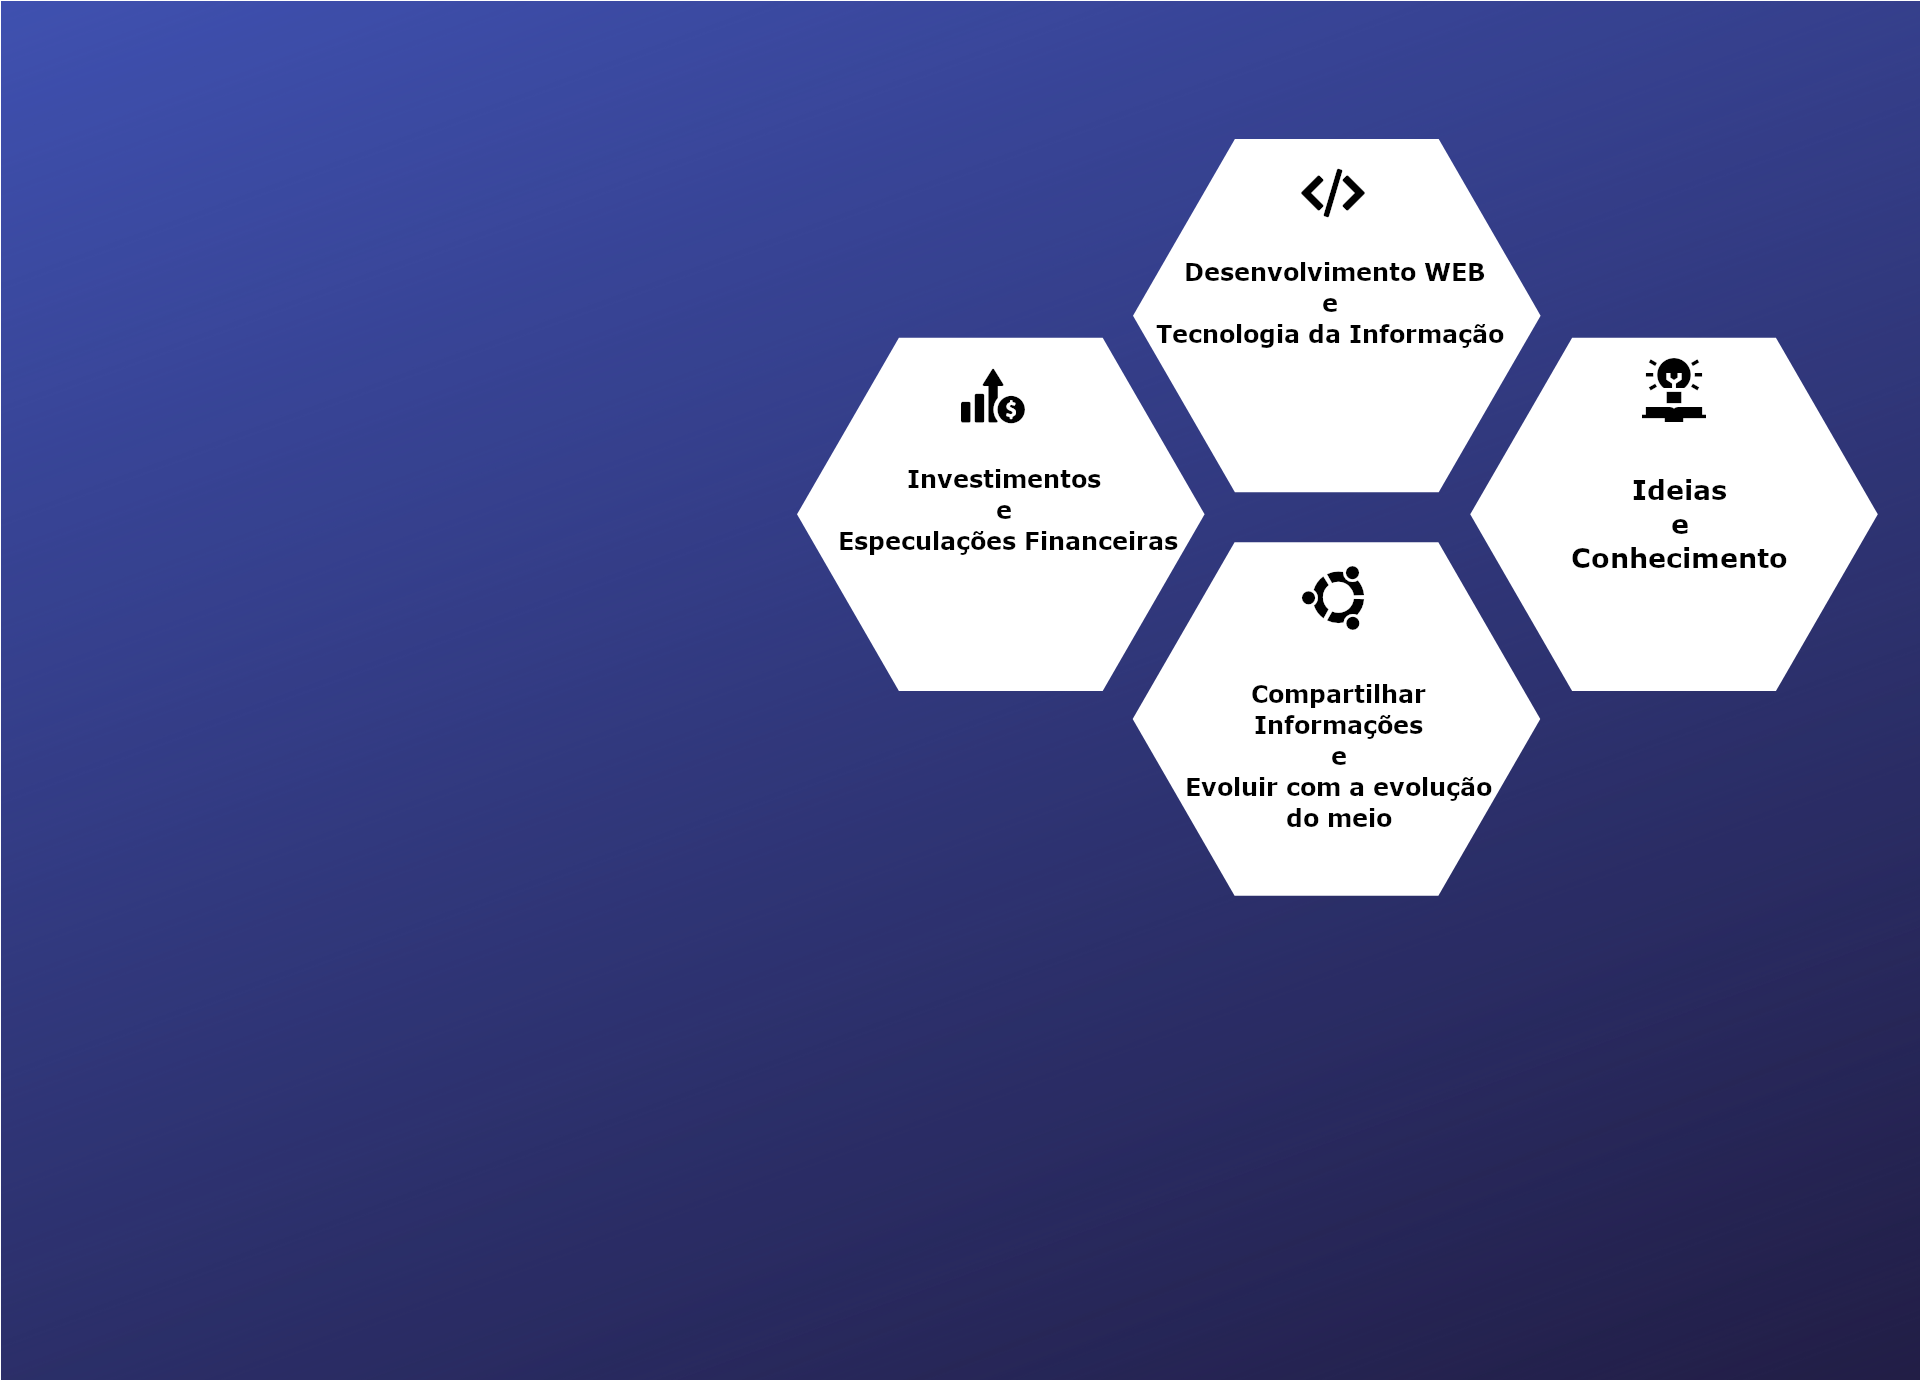 Desenvolvimento WEB
e
Tecnologia da Informação
Investimentos
e
Especulações Financeiras
Ideias
e
Conhecimento
Compartilhar
Informações
e
Evoluir com a evolução
do meio